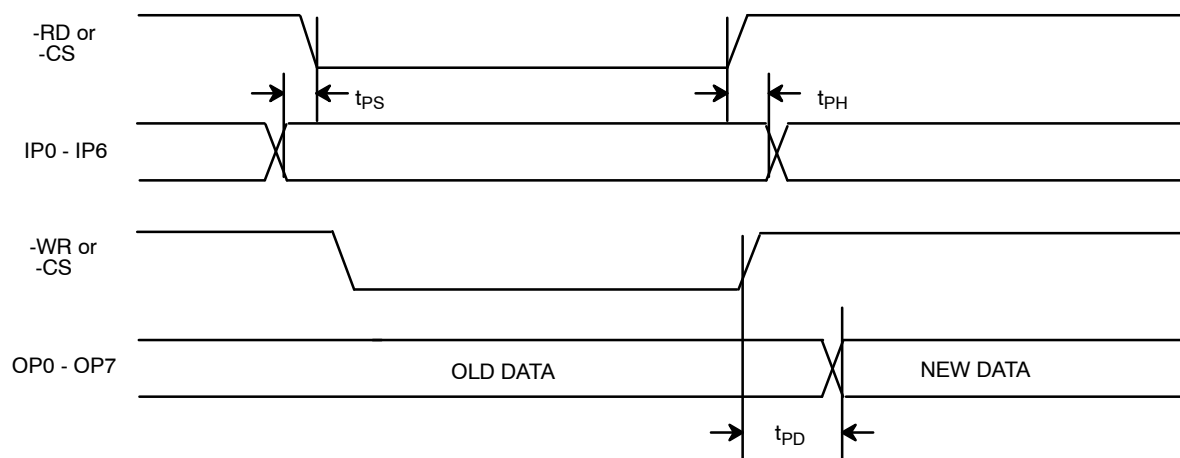 -RD or
-CS
tPS
tPH
IP0 - IP6
-WR or
-CS
OP0 - OP7
OLD DATA
NEW DATA
tPD